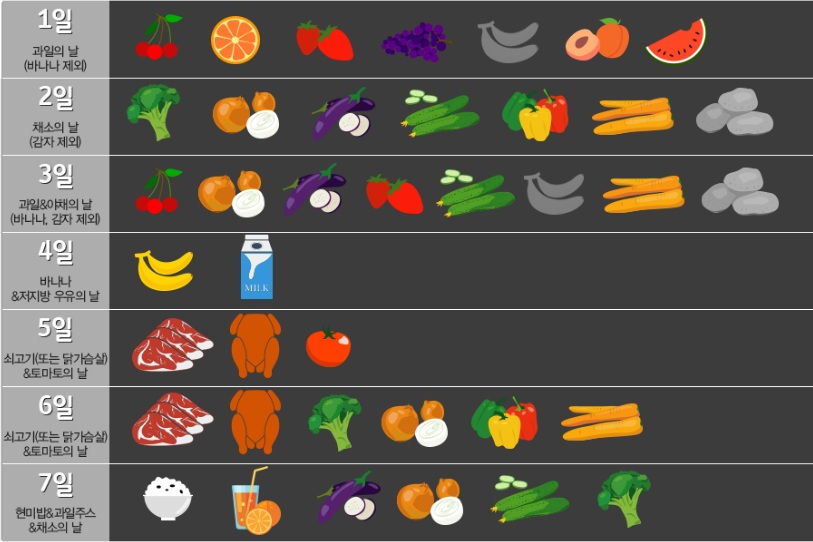 1일
과일의 날
(바나나 제외)
2일
채소의 날
(감자 제외)
3일
과일&야채의 날
(바나나, 감자 제외)
4일
바나나
&저지방 우유의 날
MILK
5일
쇠고기(또는 닭가슴살)
&토마토의 날
6일
쇠고기(또는 닭가슴살)
&토마토의 날
7일
현미밥&과일주스
&채소의 날